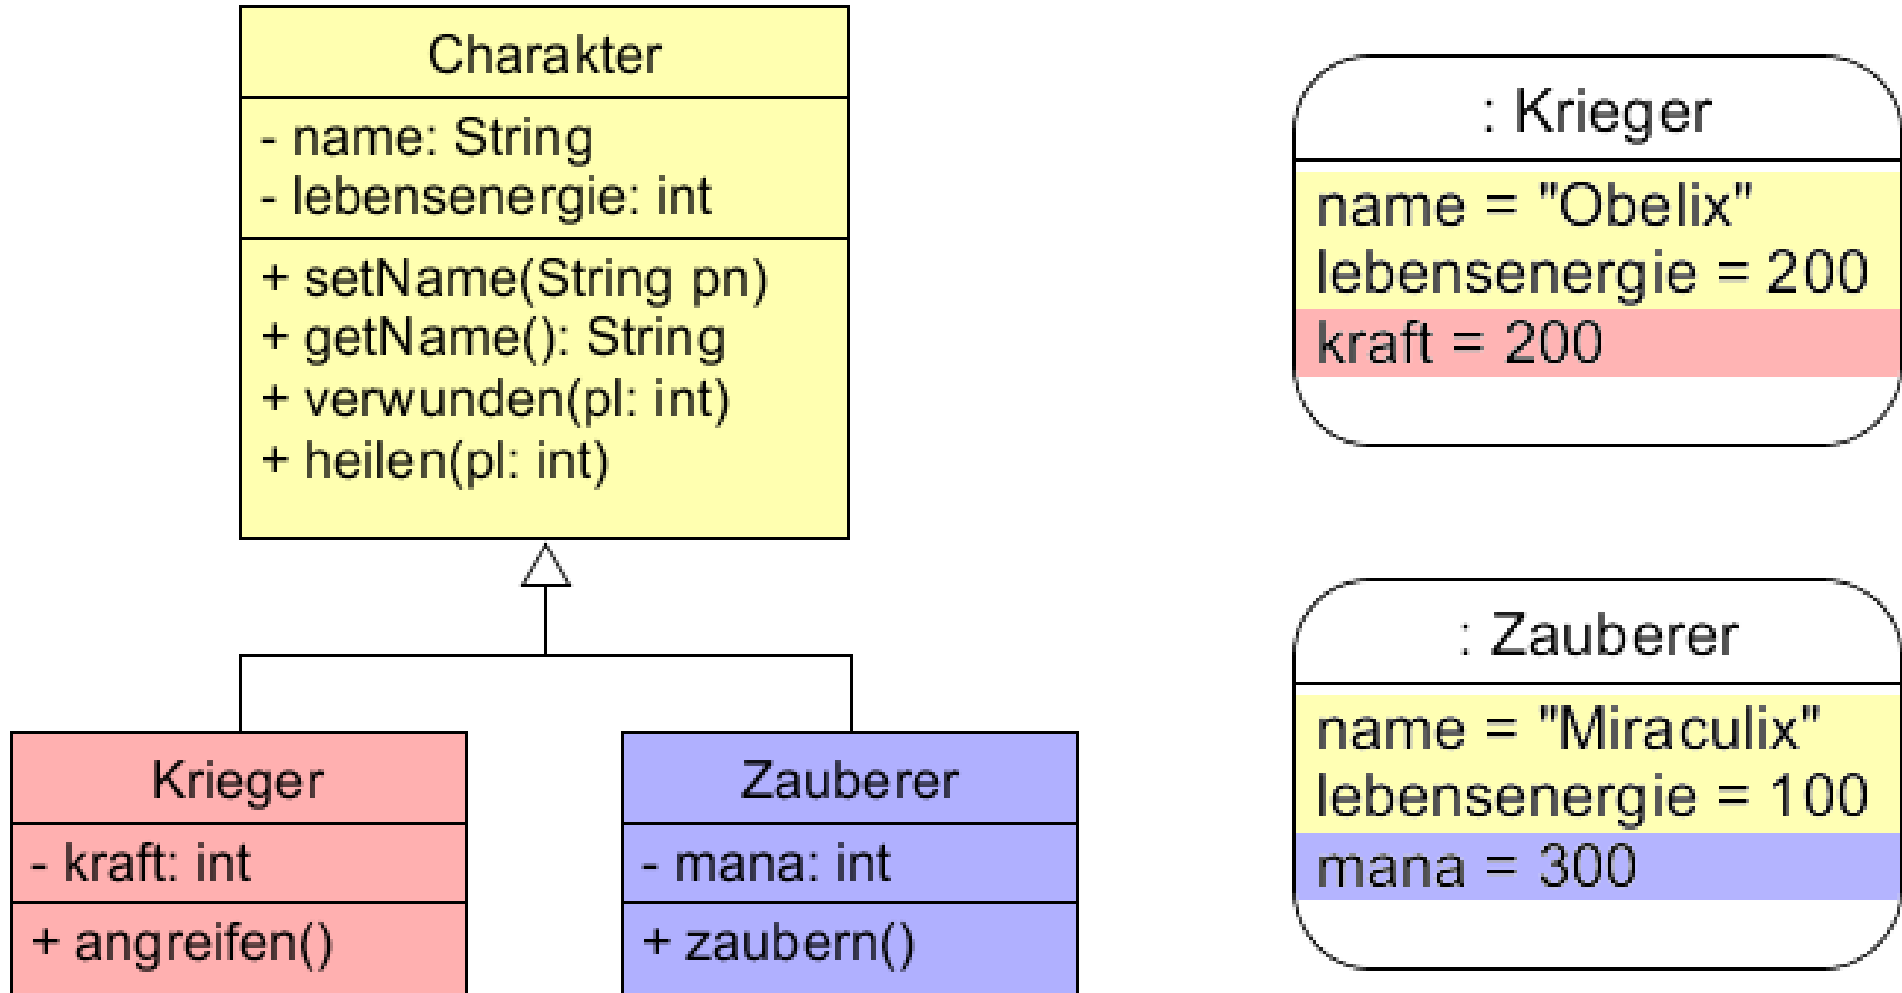 Charakter
- name: String
- lebensenergie: int
+ setName(String pn)
+ getName(): String
+ verwunden(pl: int)
+ heilen(pl: int)
Krieger
- kraft: int
+ angreifen()
Zauberer
- mana: int
+ zaubern()
: Krieger
name = "Obelix"
lebensenergie = 200
kraft = 200
: Zauberer
name = "Miraculix"
lebensenergie = 100
mana = 300